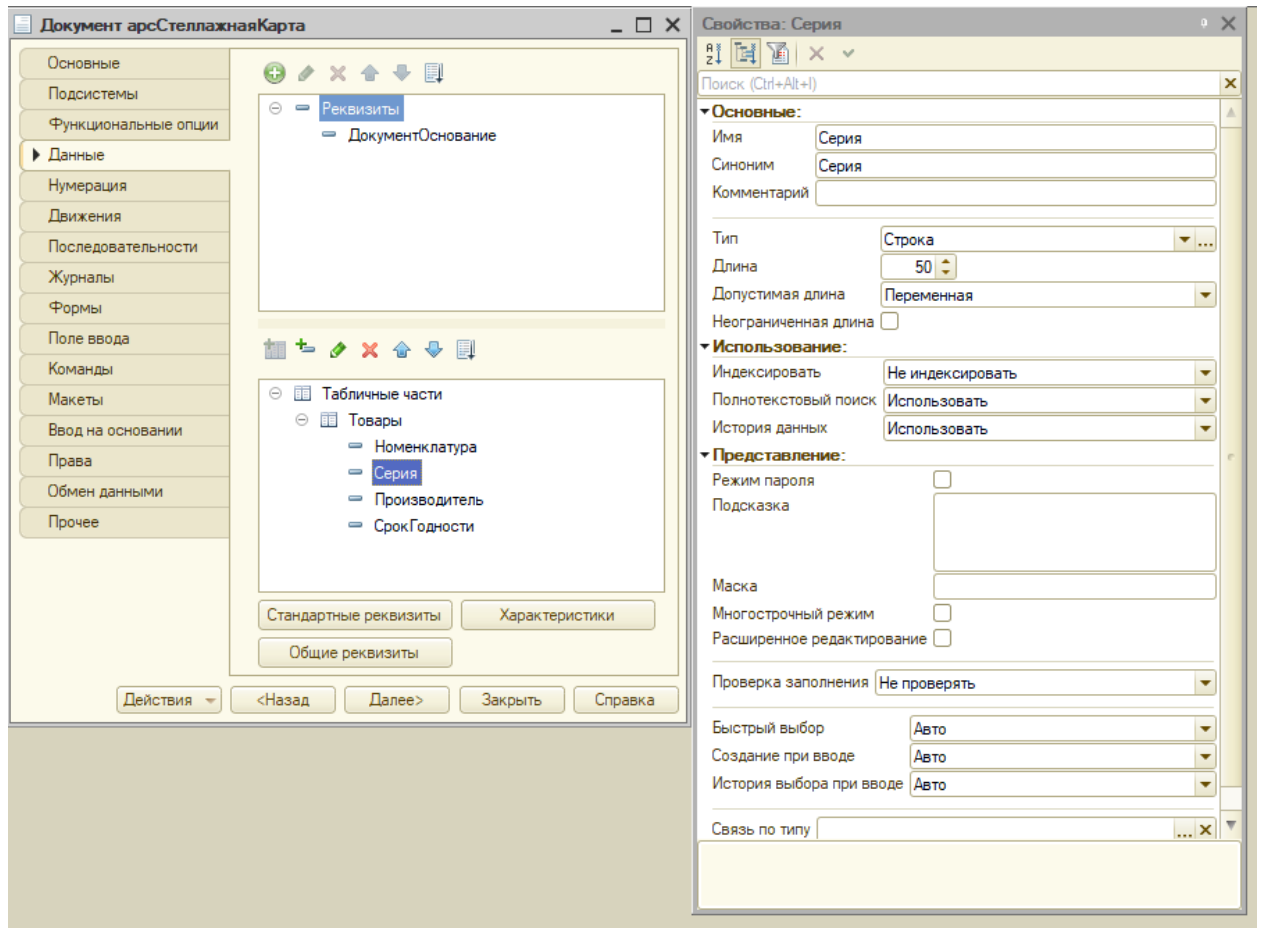 Документ арсСтеллажнаяКарта
Основные
Подсистемы
Функциональные опции
Данные
Нумерация
Движения
Последовательности
Журналы
Формы
Поле ввода
Команды
Макеты
Ввод на основании
Права
Обмен данными
Прочее
Реквизиты
ДокументОснование
Табличные части
Товары
Номенклатура
Серия
Производитель
СрокГодности
Стандартные реквизиты
Характеристики
Общие реквизиты
Действия
<Назад
Далее>
Закрыть
Справка
Свойства: Серия
Поиск (Ctrl+Alt+I)
Основные:
Имя Серия
Синоним Серия
Комментарий
Тип Строка
Длина 50
Допустимая длина Переменная
Неограниченная длина
Использование:
Индексировать Не индексировать
Полнотекстовый поиск Использовать
История данных Использовать
Представление:
Режим пароля
Подсказка
Маска
Многострочный режим
Расширенное редактирование
Проверка заполнения Не проверять
Быстрый выбор Авто
Создание при вводе Авто
История выбора при вводе Авто
Связь по типу